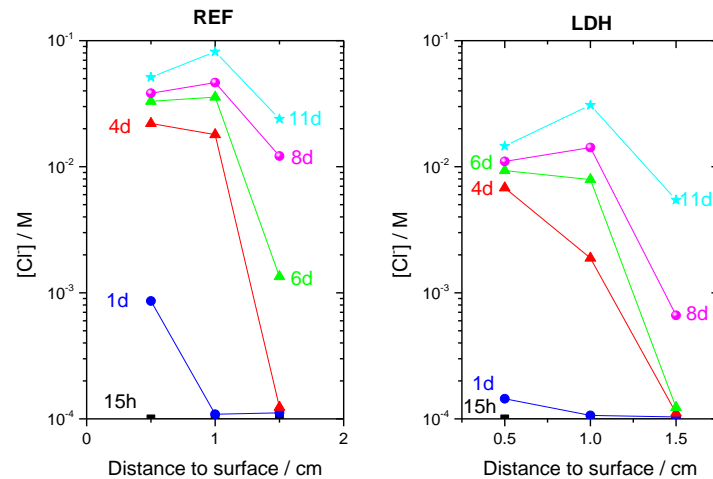 REF
10⁻¹
10⁻²
10⁻³
10⁻⁴
[Cl⁻] / M
11d
8d
4d
6d
1d
15h
0
1
2
Distance to surface / cm
LDH
10⁻¹
10⁻²
10⁻³
10⁻⁴
[Cl⁻] / M
6d
4d
11d
8d
1d
15h
0.5
1.0
1.5
Distance to surface / cm